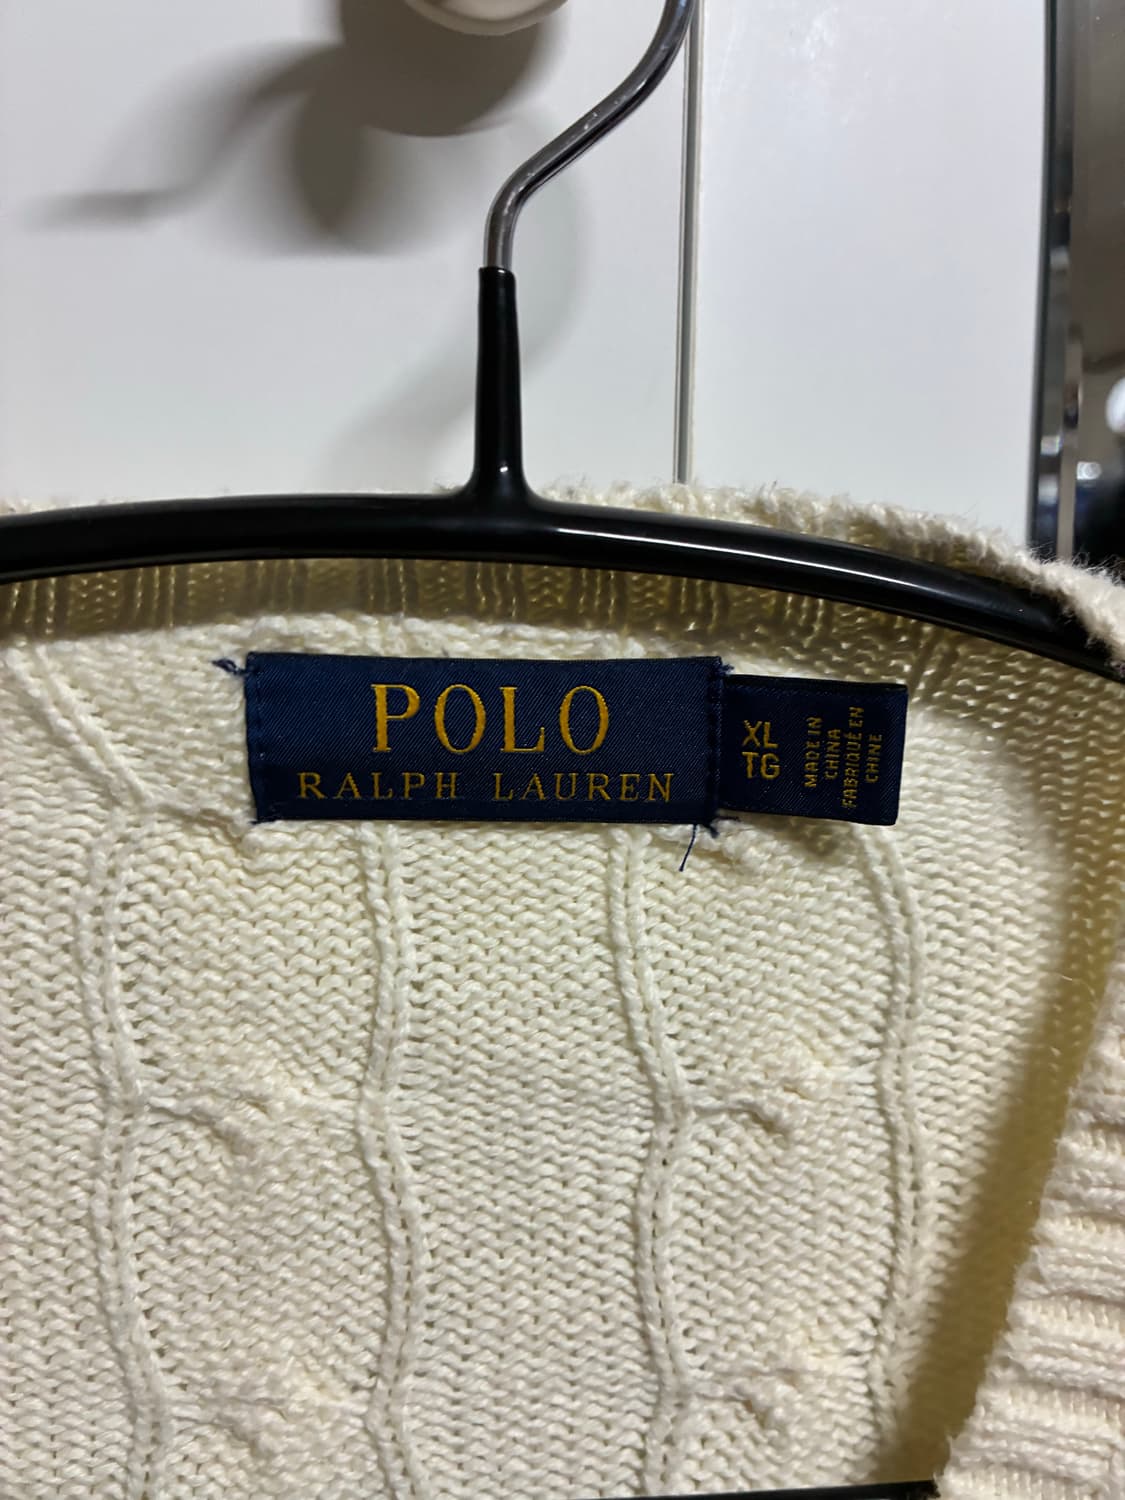 POLO
RALPH LAUREN
XL
TG
MADE IN
CHINA
FABRIQUÉ EN
CHINE